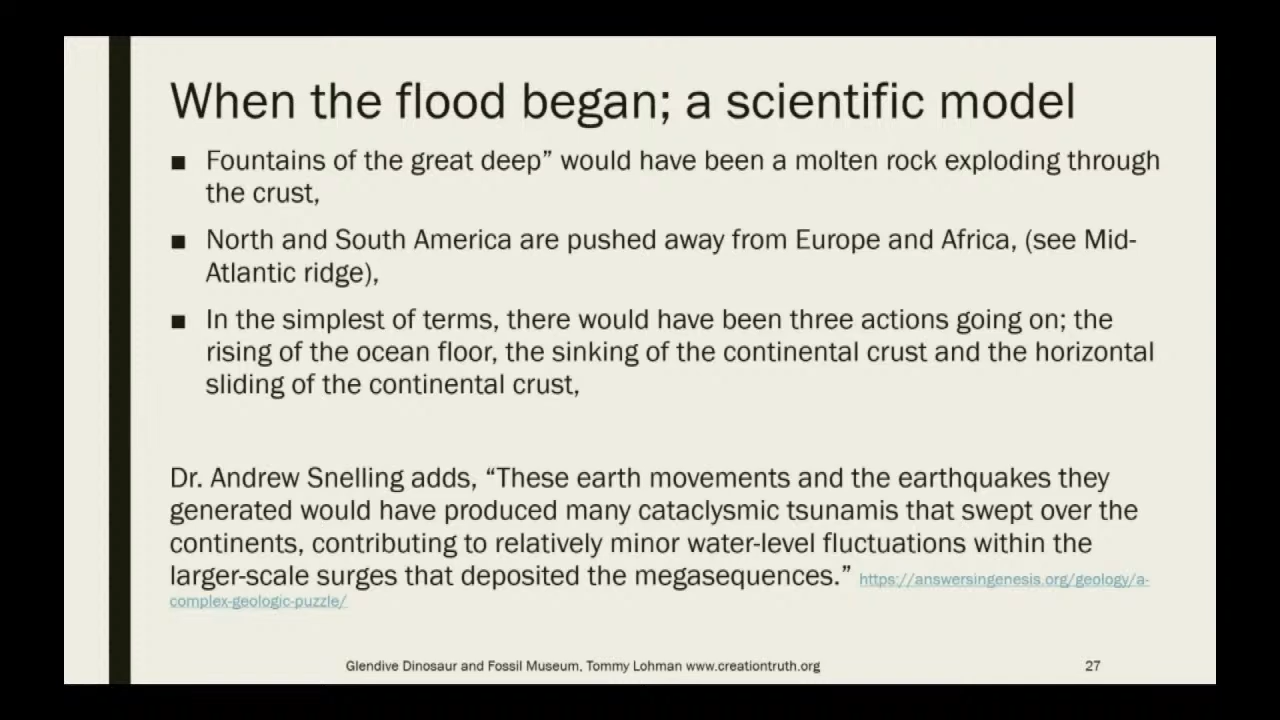 When the flood began; a scientific model
▪ Fountains of the great deep” would have been a molten rock exploding through
the crust,
▪ North and South America are pushed away from Europe and Africa, (see Mid-
Atlantic ridge),
▪ In the simplest of terms, there would have been three actions going on; the
rising of the ocean floor, the sinking of the continental crust and the horizontal
sliding of the continental crust,
Dr. Andrew Snelling adds, “These earth movements and the earthquakes they
generated would have produced many cataclysmic tsunamis that swept over the
continents, contributing to relatively minor water-level fluctuations within the
larger-scale surges that deposited the megasequences.” https://answersingenesis.org/geology/a-
complex-geologic-puzzle/
Glendive Dinosaur and Fossil Museum, Tommy Lohman www.creationtruth.org 27